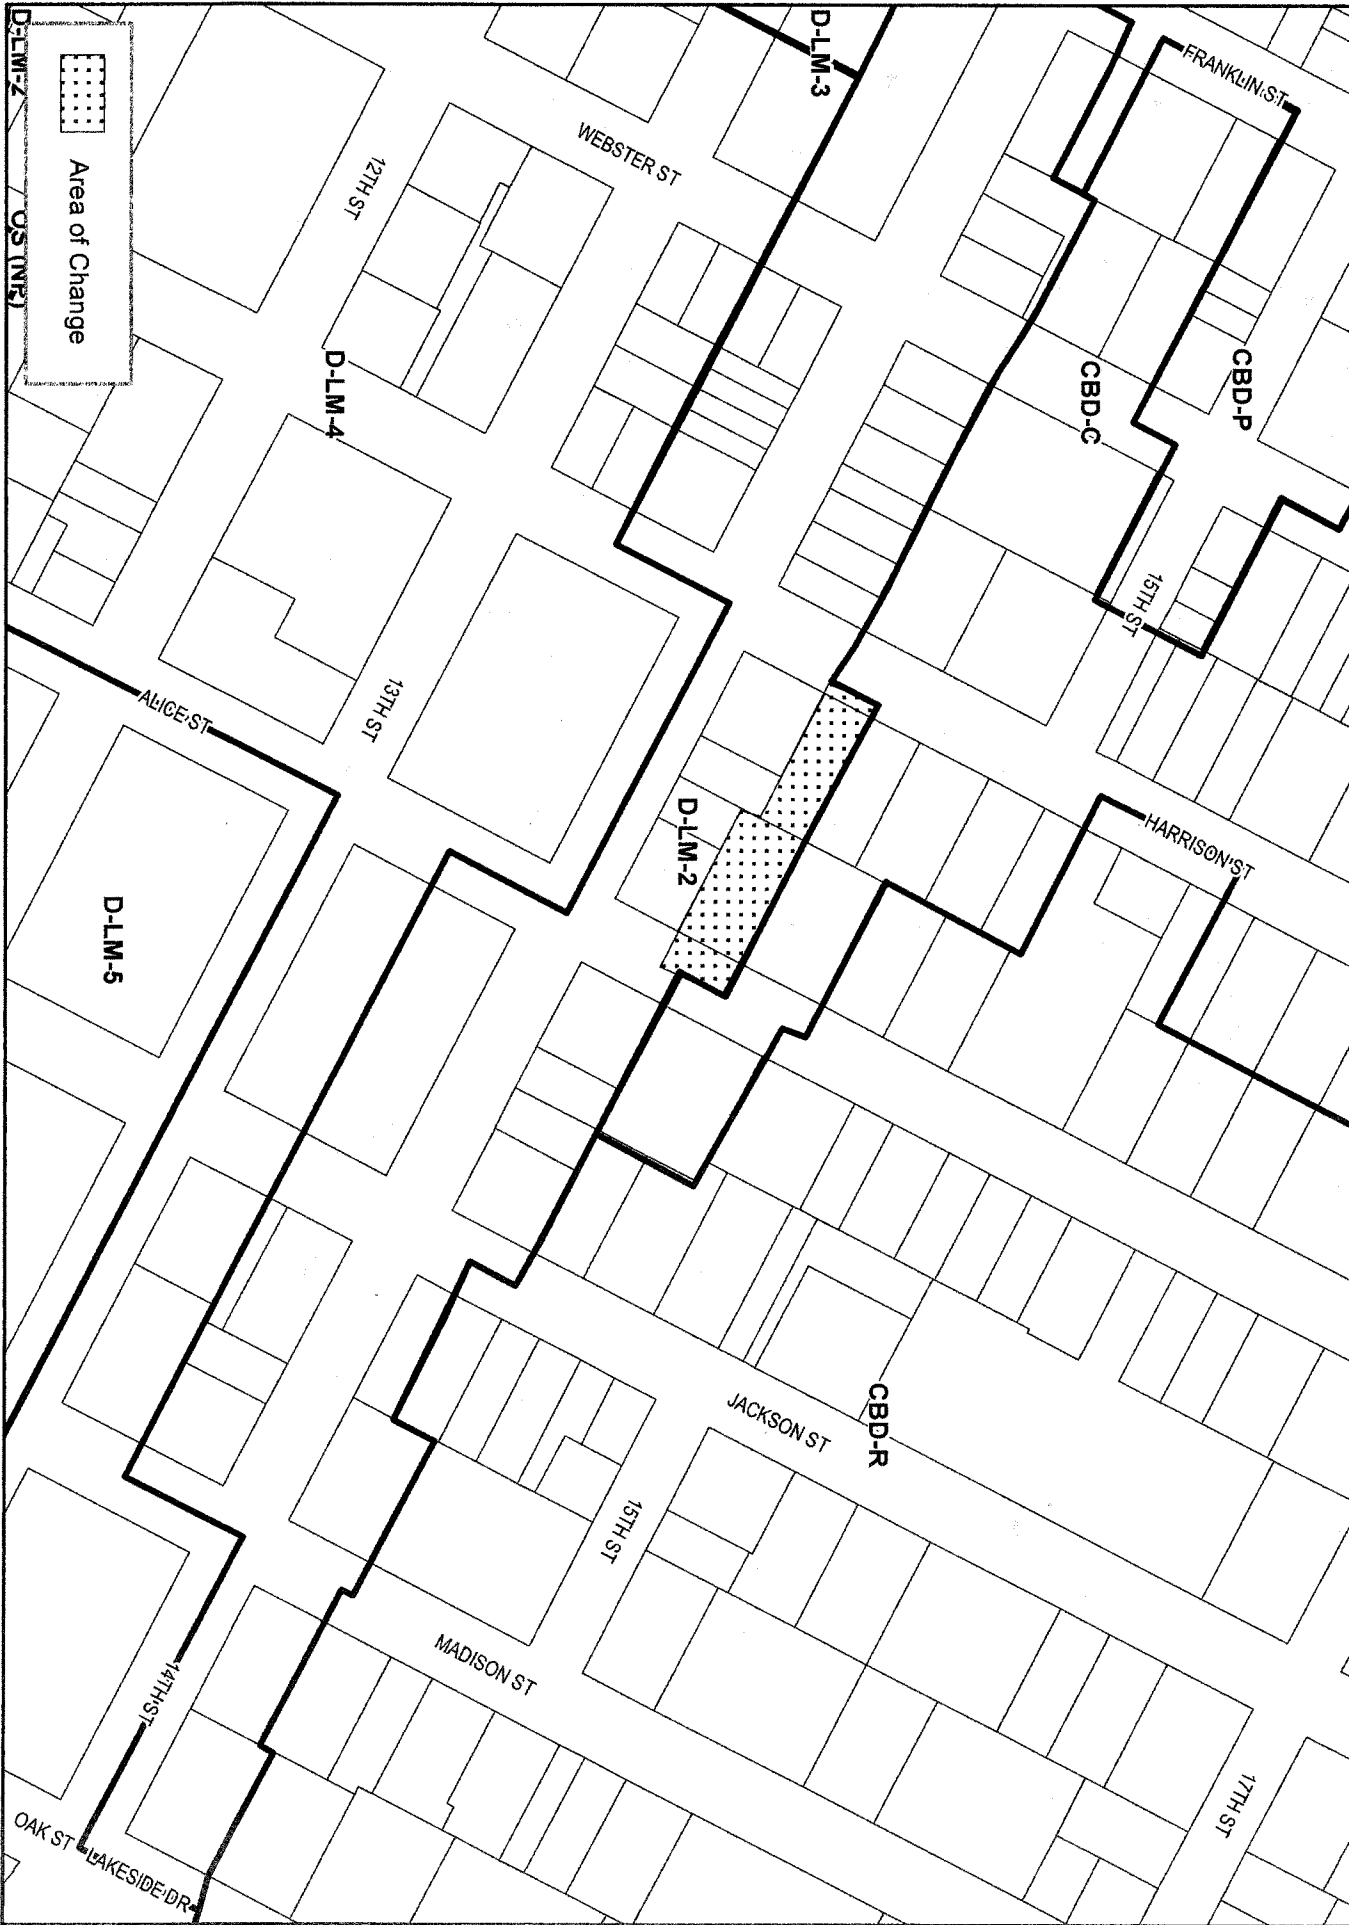 FRANKLIN ST
D-LM-3
WEBSTER ST
12TH ST
CBD-P
CBD-C
D-LM-4
15TH ST
13TH ST
ALICE ST
D-LM-2
HARRISON ST
D-LM-5
CBD-R
JACKSON ST
15TH ST
MADISON ST
14TH ST
17TH ST
OAK ST
LAKESIDE DR
Area of Change
D-LM-2
OS (NP)